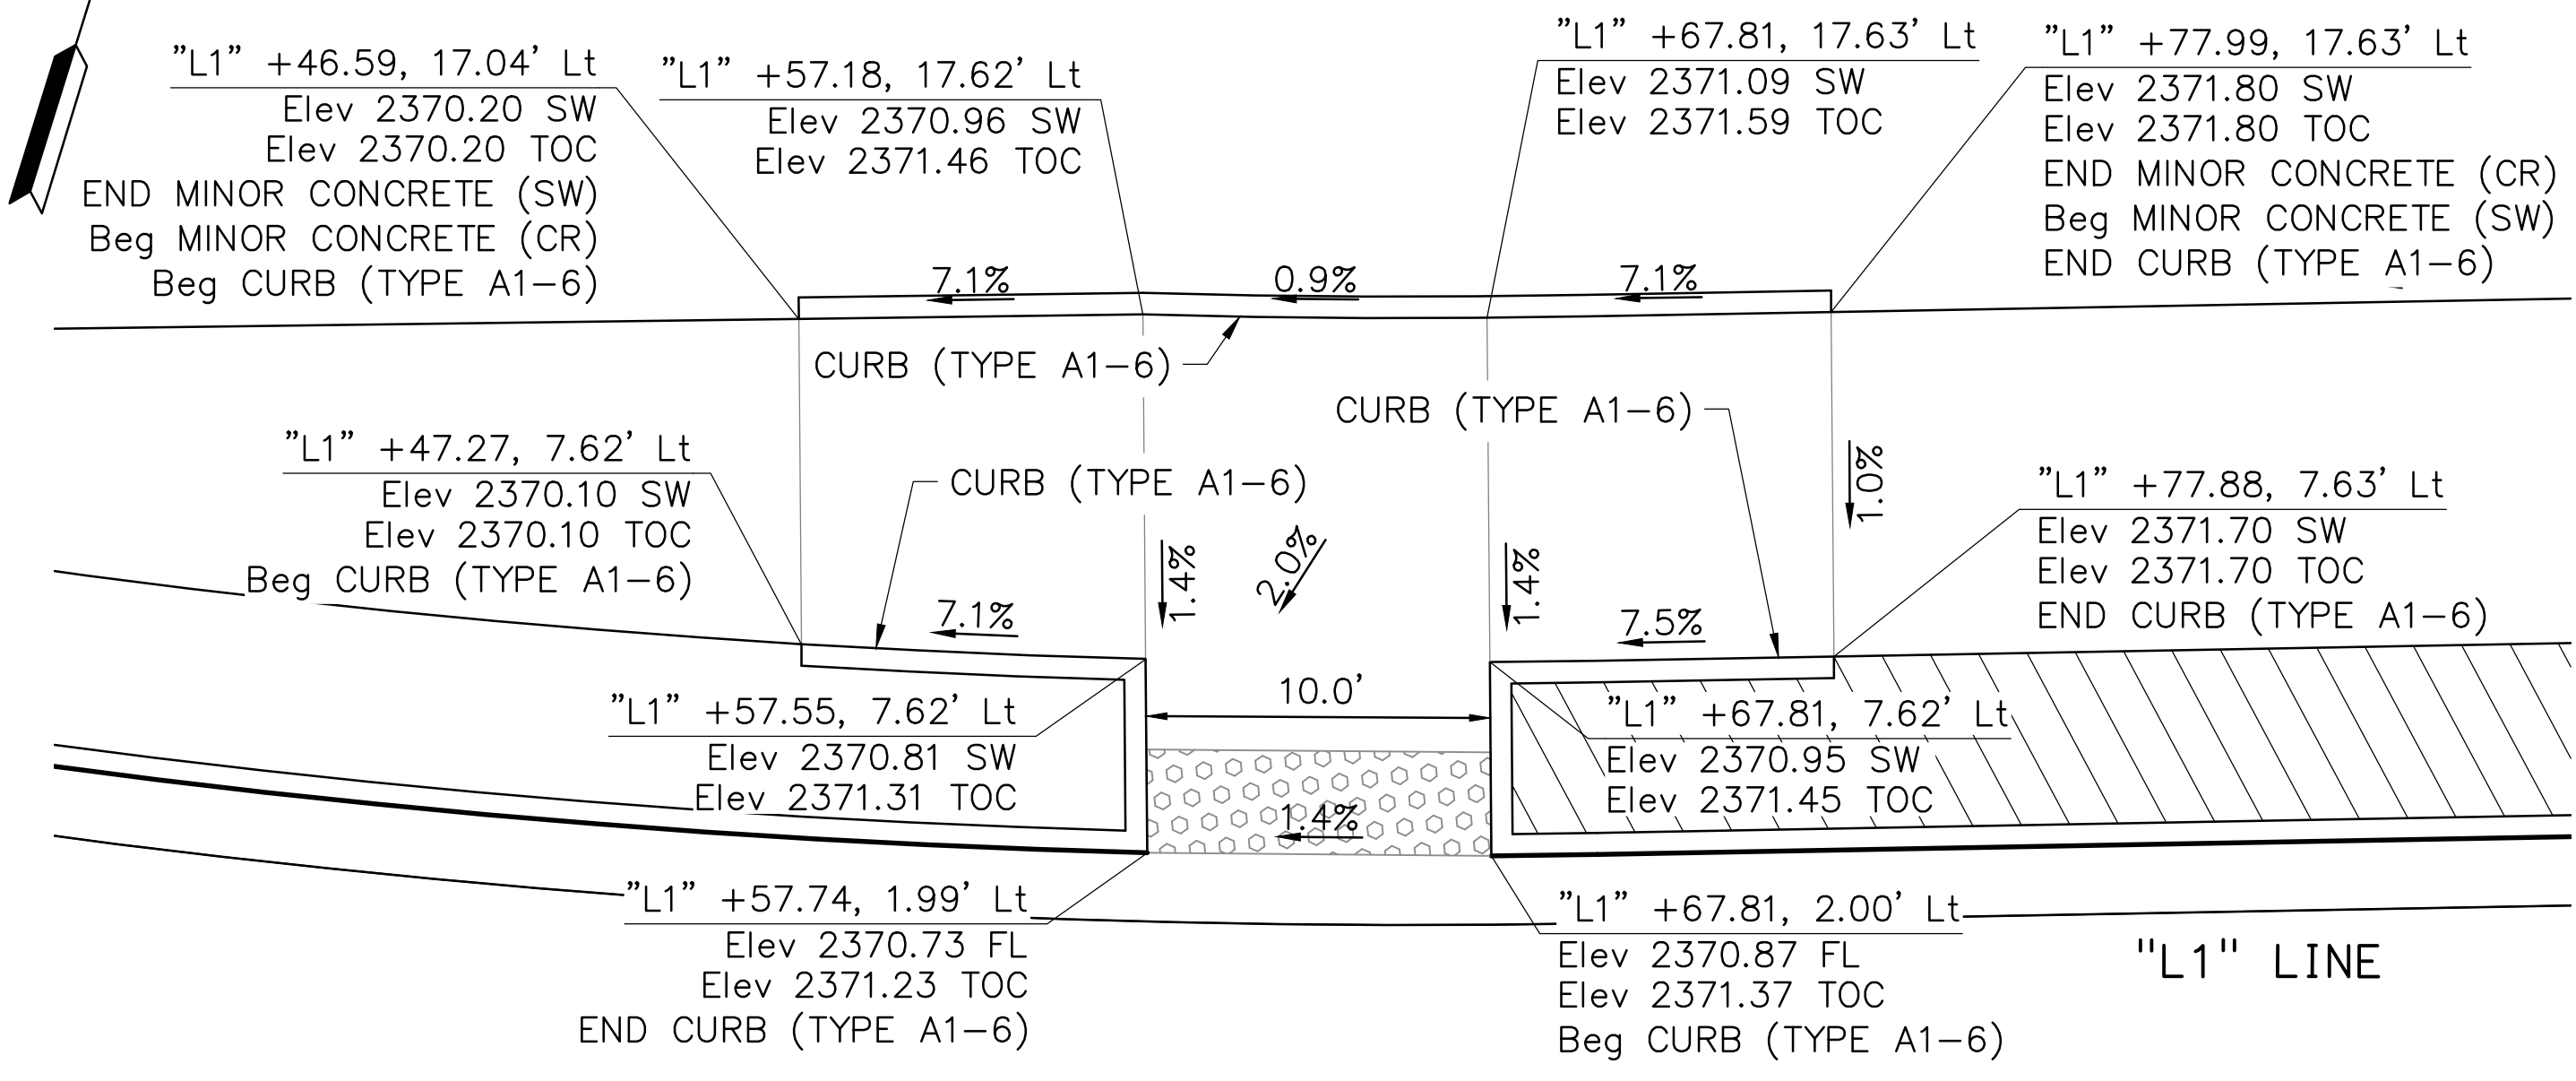 "L1" +46.59, 17.04' Lt
Elev 2370.20 SW
Elev 2370.20 TOC
END MINOR CONCRETE (SW)
Beg MINOR CONCRETE (CR)
Beg CURB (TYPE A1-6)
"L1" +57.18, 17.62' Lt
Elev 2370.96 SW
Elev 2371.46 TOC
"L1" +67.81, 17.63' Lt
Elev 2371.09 SW
Elev 2371.59 TOC
"L1" +77.99, 17.63' Lt
Elev 2371.80 SW
Elev 2371.80 TOC
END MINOR CONCRETE (CR)
Beg MINOR CONCRETE (SW)
END CURB (TYPE A1-6)
7.1%
0.9%
7.1%
CURB (TYPE A1-6)
CURB (TYPE A1-6)
"L1" +47.27, 7.62' Lt
Elev 2370.10 SW
Elev 2370.10 TOC
Beg CURB (TYPE A1-6)
CURB (TYPE A1-6)
1.0%
"L1" +77.88, 7.63' Lt
Elev 2371.70 SW
Elev 2371.70 TOC
END CURB (TYPE A1-6)
7.1%
1.4%
2.0%
1.4%
7.5%
10.0'
"L1" +57.55, 7.62' Lt
Elev 2370.81 SW
Elev 2371.31 TOC
"L1" +67.81, 7.62' Lt
Elev 2370.95 SW
Elev 2371.45 TOC
1.4%
"L1" +57.74, 1.99' Lt
Elev 2370.73 FL
Elev 2371.23 TOC
END CURB (TYPE A1-6)
"L1" +67.81, 2.00' Lt
Elev 2370.87 FL
Elev 2371.37 TOC
Beg CURB (TYPE A1-6)
"L1" LINE